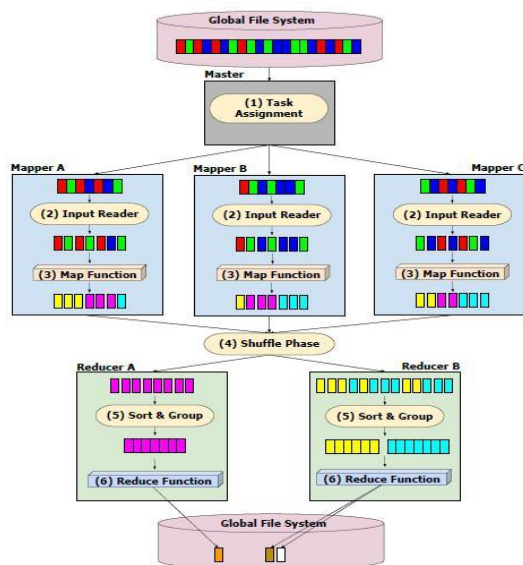 Global File System
Master
(1) Task
Assignment
Mapper A
Mapper B
Mapper C
(2) Input Reader
(2) Input Reader
(2) Input Reader
(3) Map Function
(3) Map Function
(3) Map Function
(4) Shuffle Phase
Reducer A
Reducer B
(5) Sort & Group
(5) Sort & Group
(6) Reduce Function
(6) Reduce Function
Global File System